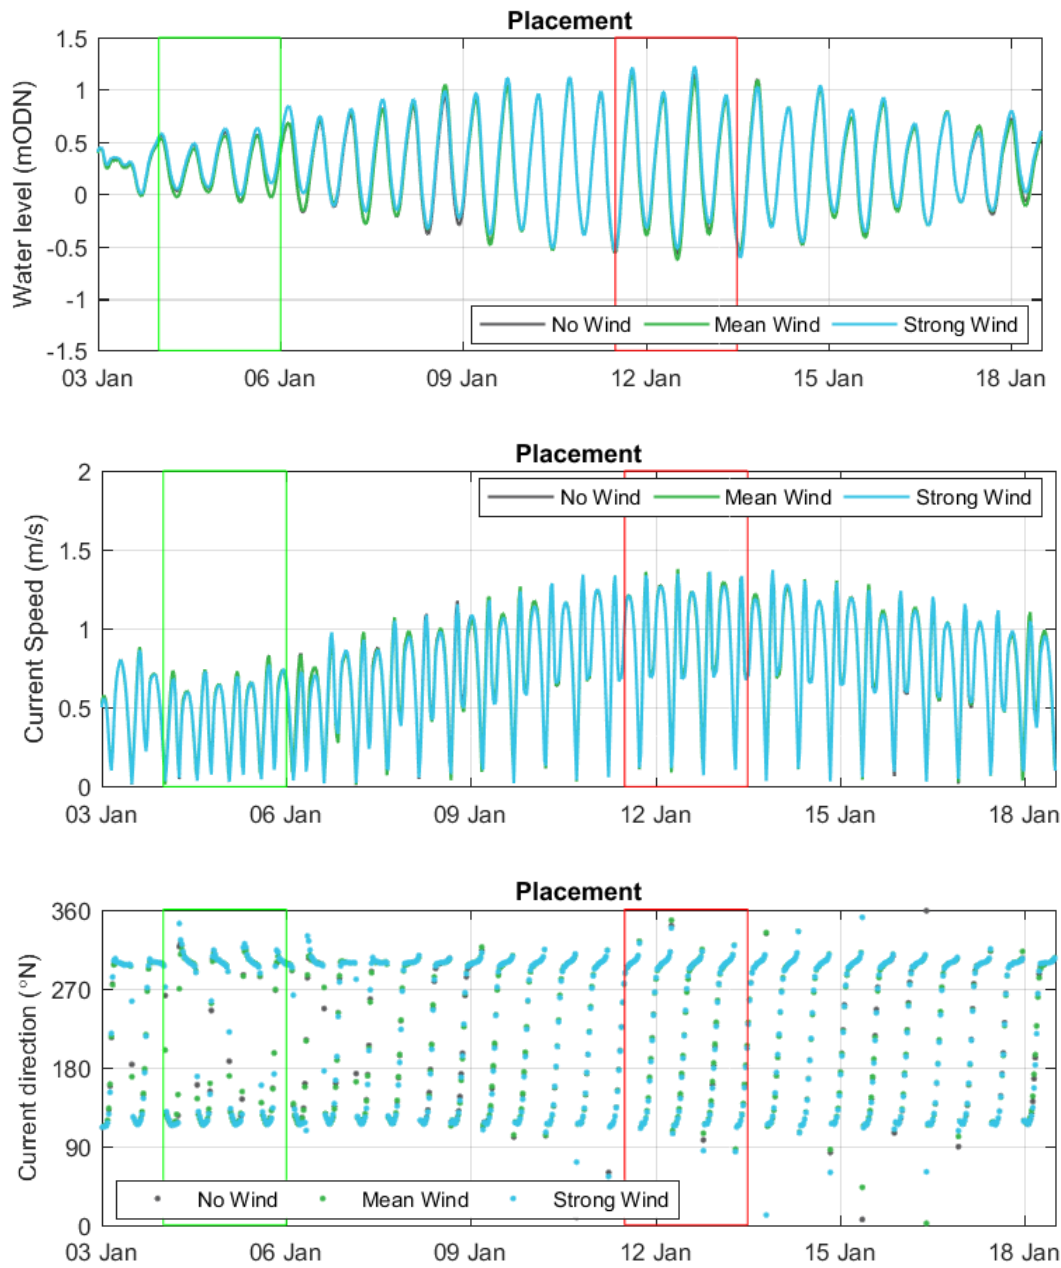 Placement
Water level (mODN)
1.5
1
0.5
0
-0.5
-1
-1.5
No Wind Mean Wind Strong Wind
03 Jan 06 Jan 09 Jan 12 Jan 15 Jan 18 Jan
Placement
Current Speed (m/s)
2
1.5
1
0.5
0
No Wind Mean Wind Strong Wind
03 Jan 06 Jan 09 Jan 12 Jan 15 Jan 18 Jan
Placement
Current direction (°N)
360
270
180
90
0
No Wind Mean Wind Strong Wind
03 Jan 06 Jan 09 Jan 12 Jan 15 Jan 18 Jan